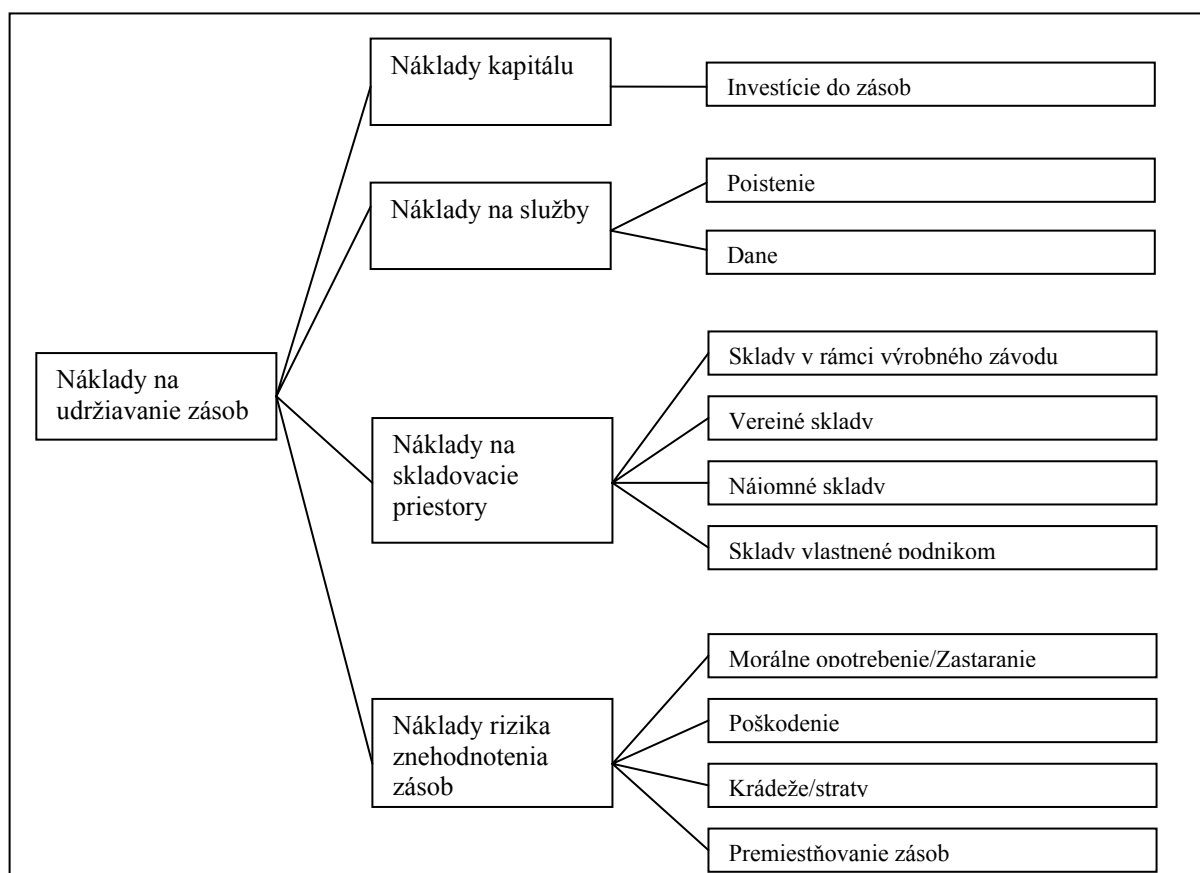 Náklady kapitálu
Investície do zásob
Náklady na služby
Poistenie
Dane
Náklady na
udržiavanie zásob
Náklady na
skladovacie
priestory
Sklady v rámci výrobného závodu
Verejné sklady
Nájomné sklady
Sklady vlastnené podnikom
Náklady rizika
znehodnotenia
zásob
Morálne opotrebenie/Zastaranie
Poškodenie
Krádeže/straty
Premiestňovanie zásob